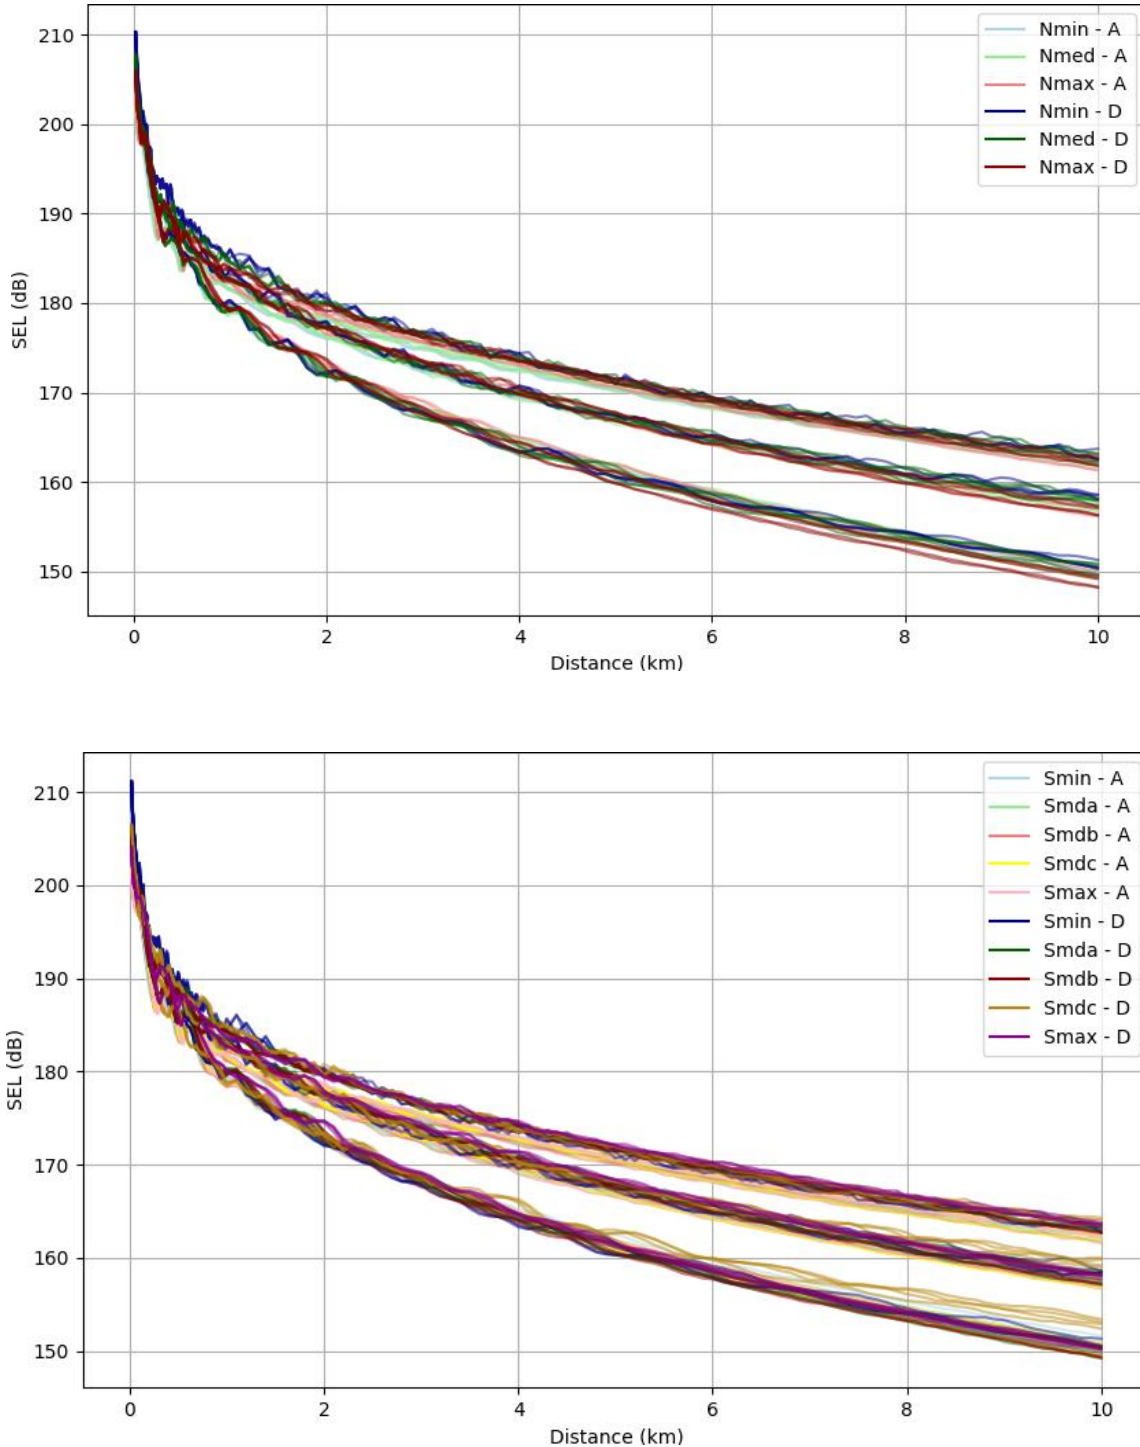 210
200
190
180
170
160
150
SEL (dB)
0 2 4 6 8 10
Distance (km)
Nmin - A
Nmed - A
Nmax - A
Nmin - D
Nmed - D
Nmax - D
210
200
190
180
170
160
150
SEL (dB)
0 2 4 6 8 10
Distance (km)
Smin - A
Smda - A
Smdb - A
Smdc - A
Smax - A
Smin - D
Smda - D
Smdb - D
Smdc - D
Smax - D